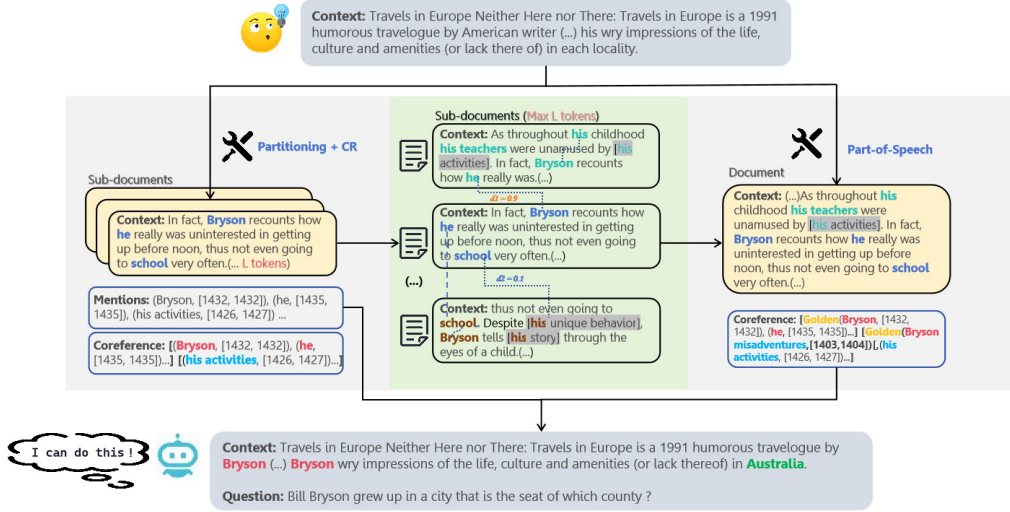 Context: Travels in Europe Neither Here nor There: Travels in Europe is a 1991
humorous travelogue by American writer (...) his wry impressions of the life,
culture and amenities (or lack there of) in each locality.
Partitioning + CR
Sub-documents
Context: In fact, Bryson recounts how
he really was uninterested in getting
up before noon, thus not even going
to school very often.(... L tokens)
Mentions: (Bryson, [1432, 1432]), (he, [1435,
1435]), (his activities, [1426, 1427]) ...
Coreference: [(Bryson, [1432, 1432]), (he,
[1435, 1435])...] [(his activities, [1426, 1427])...]
Sub-documents (Max L tokens)
Context: As throughout his childhood
his teachers were unamused by [his
activities]. In fact, Bryson recounts
how he really was.(...)
d1=0.9
Context: In fact, Bryson recounts how
he really was uninterested in getting
up before noon, thus not even going
to school very often.(...)
(...)
d2=0.1
Context: thus not even going to
school. Despite [his unique behavior],
Bryson tells [his story] through the
eyes of a child.(...)
Part-of-Speech
Document
Context: (...)As throughout his
childhood his teachers were
unamused by [his activities]. In fact,
Bryson recounts how he really was
uninterested in getting up before
noon, thus not even going to school
very often.(...)
Coreference: [Golden(Bryson, [1432,
1432]), (he, [1435, 1435])...] [Golden(Bryson
misadventures,[1403,1404])[,(his
activities, [1426, 1427])...]
I can do this!
Context: Travels in Europe Neither Here nor There: Travels in Europe is a 1991 humorous travelogue by
Bryson (...) Bryson wry impressions of the life, culture and amenities (or lack thereof) in Australia.
Question: Bill Bryson grew up in a city that is the seat of which county ?